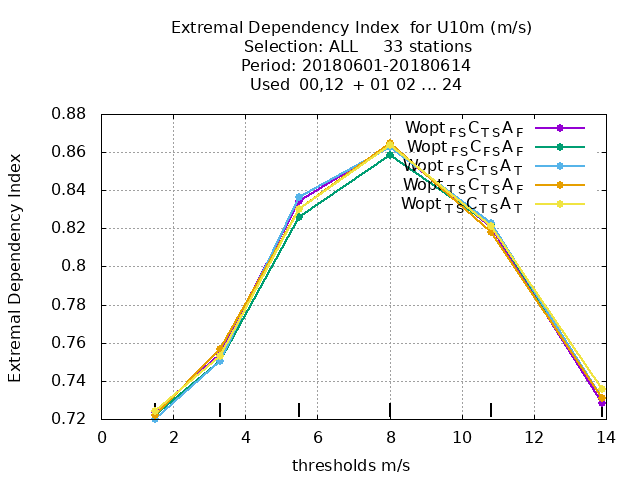 Extremal Dependency Index for U10m (m/s)
Selection: ALL 33 stations
Period: 20180601-20180614
Used 00,12 + 01 02 ... 24
Extremal Dependency Index
0.88
0.86
0.84
0.82
0.8
0.78
0.76
0.74
0.72
Wopt FS C TS A F
Wopt FS C FS A F
Wopt FS C TS A T
Wopt TS C TS A F
Wopt TS C TS A T
0 2 4 6 8 10 12 14
thresholds m/s